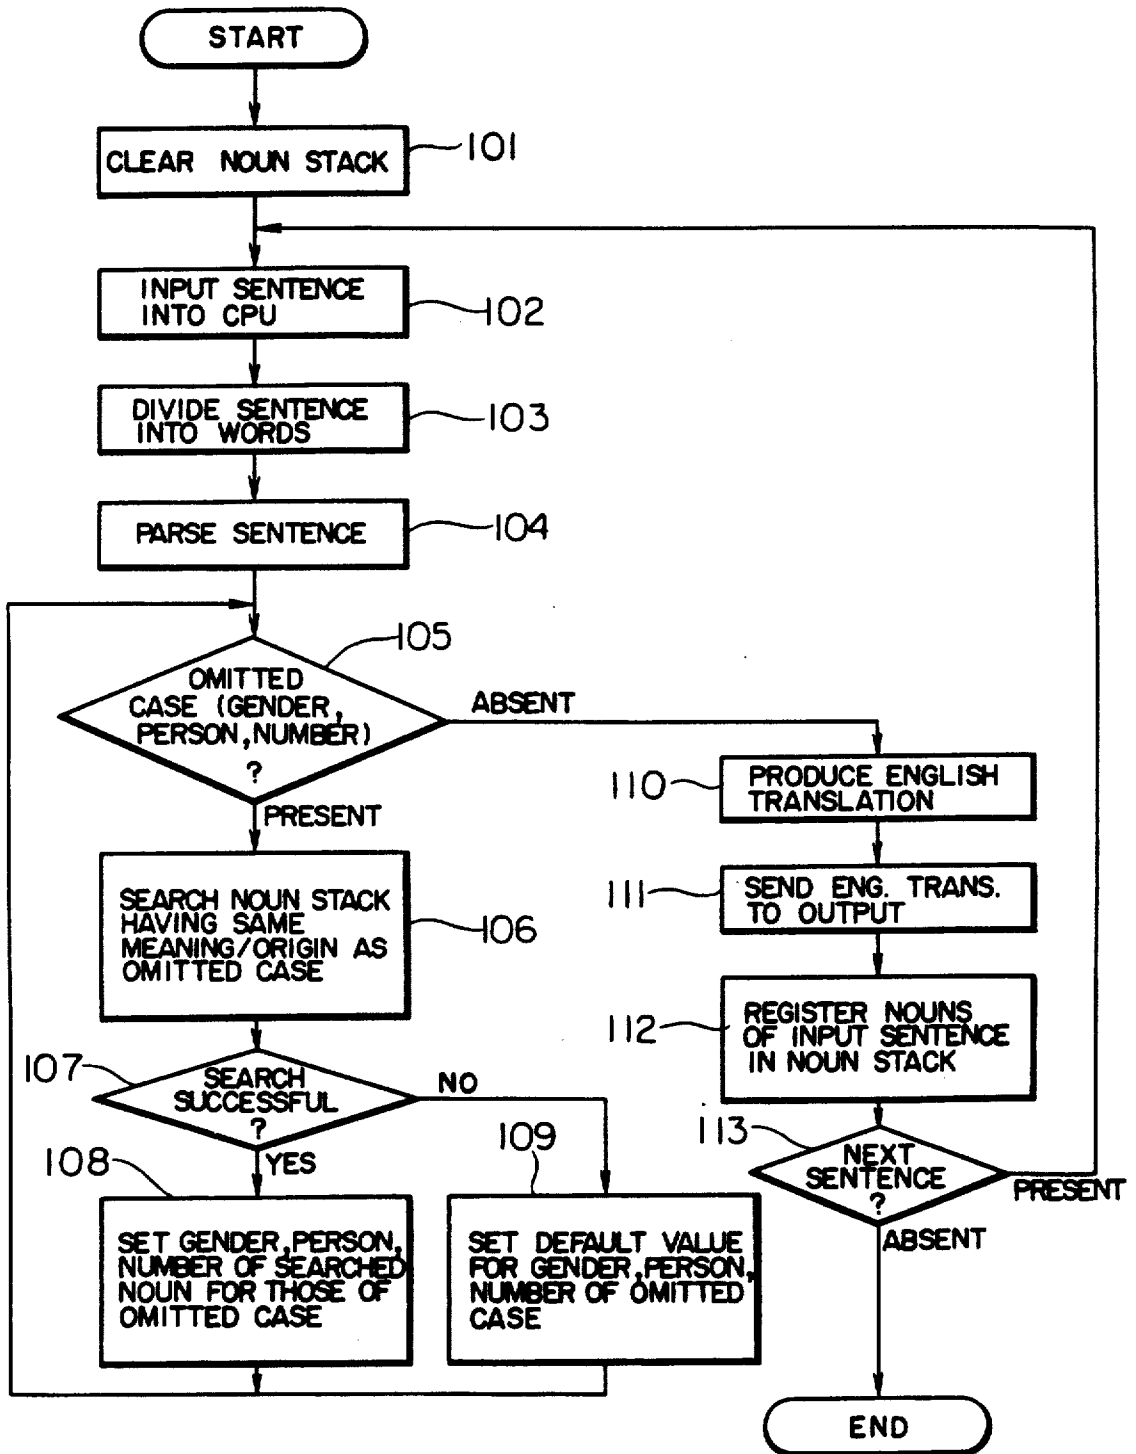 START
CLEAR NOUN STACK
101
INPUT SENTENCE
INTO CPU
102
DIVIDE SENTENCE
INTO WORDS
103
PARSE SENTENCE
104
105
OMITTED
CASE (GENDER,
PERSON, NUMBER)
?
ABSENT
PRESENT
SEARCH NOUN STACK
HAVING SAME
MEANING/ORIGIN AS
OMITTED CASE
106
107
SEARCH
SUCCESSFUL
?
NO
YES
108
SET GENDER, PERSON,
NUMBER OF SEARCHED
NOUN FOR THOSE OF
OMITTED CASE
109
SET DEFAULT VALUE
FOR GENDER, PERSON,
NUMBER OF OMITTED
CASE
110
PRODUCE ENGLISH
TRANSLATION
111
SEND ENG. TRANS.
TO OUTPUT
112
REGISTER NOUNS
OF INPUT SENTENCE
IN NOUN STACK
113
NEXT
SENTENCE
?
PRESENT
ABSENT
END